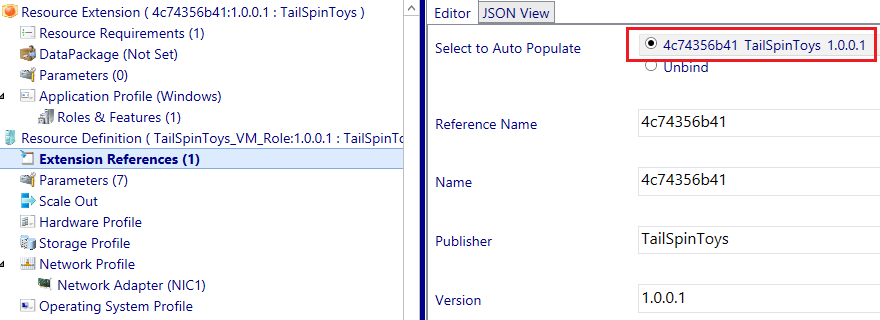 Resource Extension ( 4c74356b41:1.0.0.1 : TailSpinToys )
Resource Requirements (1)
DataPackage (Not Set)
Parameters (0)
Application Profile (Windows)
Roles & Features (1)
Resource Definition ( TailSpinToys_VM_Role:1.0.0.1 : TailSpinTo
Extension References (1)
Parameters (7)
Scale Out
Hardware Profile
Storage Profile
Network Profile
Network Adapter (NIC1)
Operating System Profile
Editor JSON View
Select to Auto Populate 4c74356b41 TailSpinToys 1.0.0.1
Unbind
Reference Name 4c74356b41
Name 4c74356b41
Publisher TailSpinToys
Version 1.0.0.1